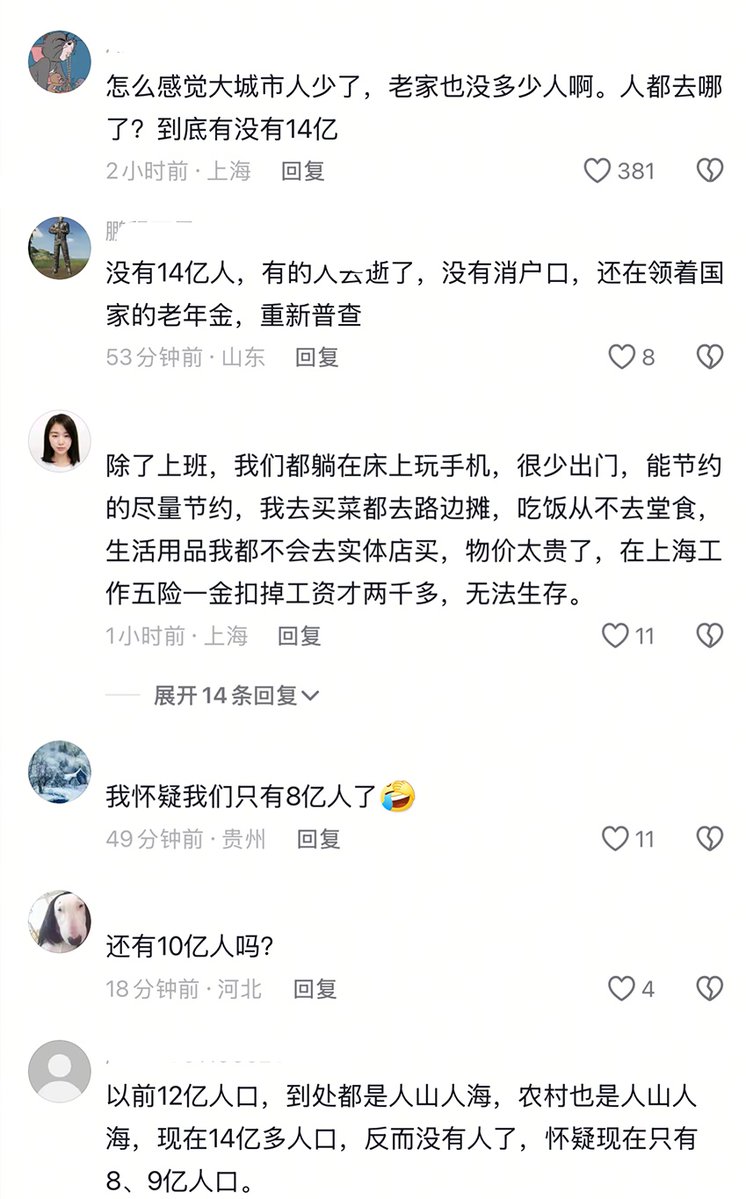 怎么感觉大城市人少了，老家也没多少人啊。人都去哪
了？到底有没有14亿
2小时前·上海 回复 381
鹏
没有14亿人，有的人云逝了，没有消户口，还在领着国
家的老年金，重新普查
53分钟前·山东 回复 8
除了上班，我们都躺在床上玩手机，很少出门，能节约
的尽量节约，我去买菜都去路边摊，吃饭从不去堂食，
生活用品我都不会去实体店买，物价太贵了，在上海工
作五险一金扣掉工资才两千多，无法生存。
1小时前·上海 回复 11
展开14条回复
我怀疑我们只有8亿人了🤣
49分钟前·贵州 回复 11
还有10亿人吗?
18分钟前·河北 回复 4
以前12亿人口，到处都是人山人海，农村也是人山人
海，现在14亿多人口，反而没有人了，怀疑现在只有
8、9亿人口。